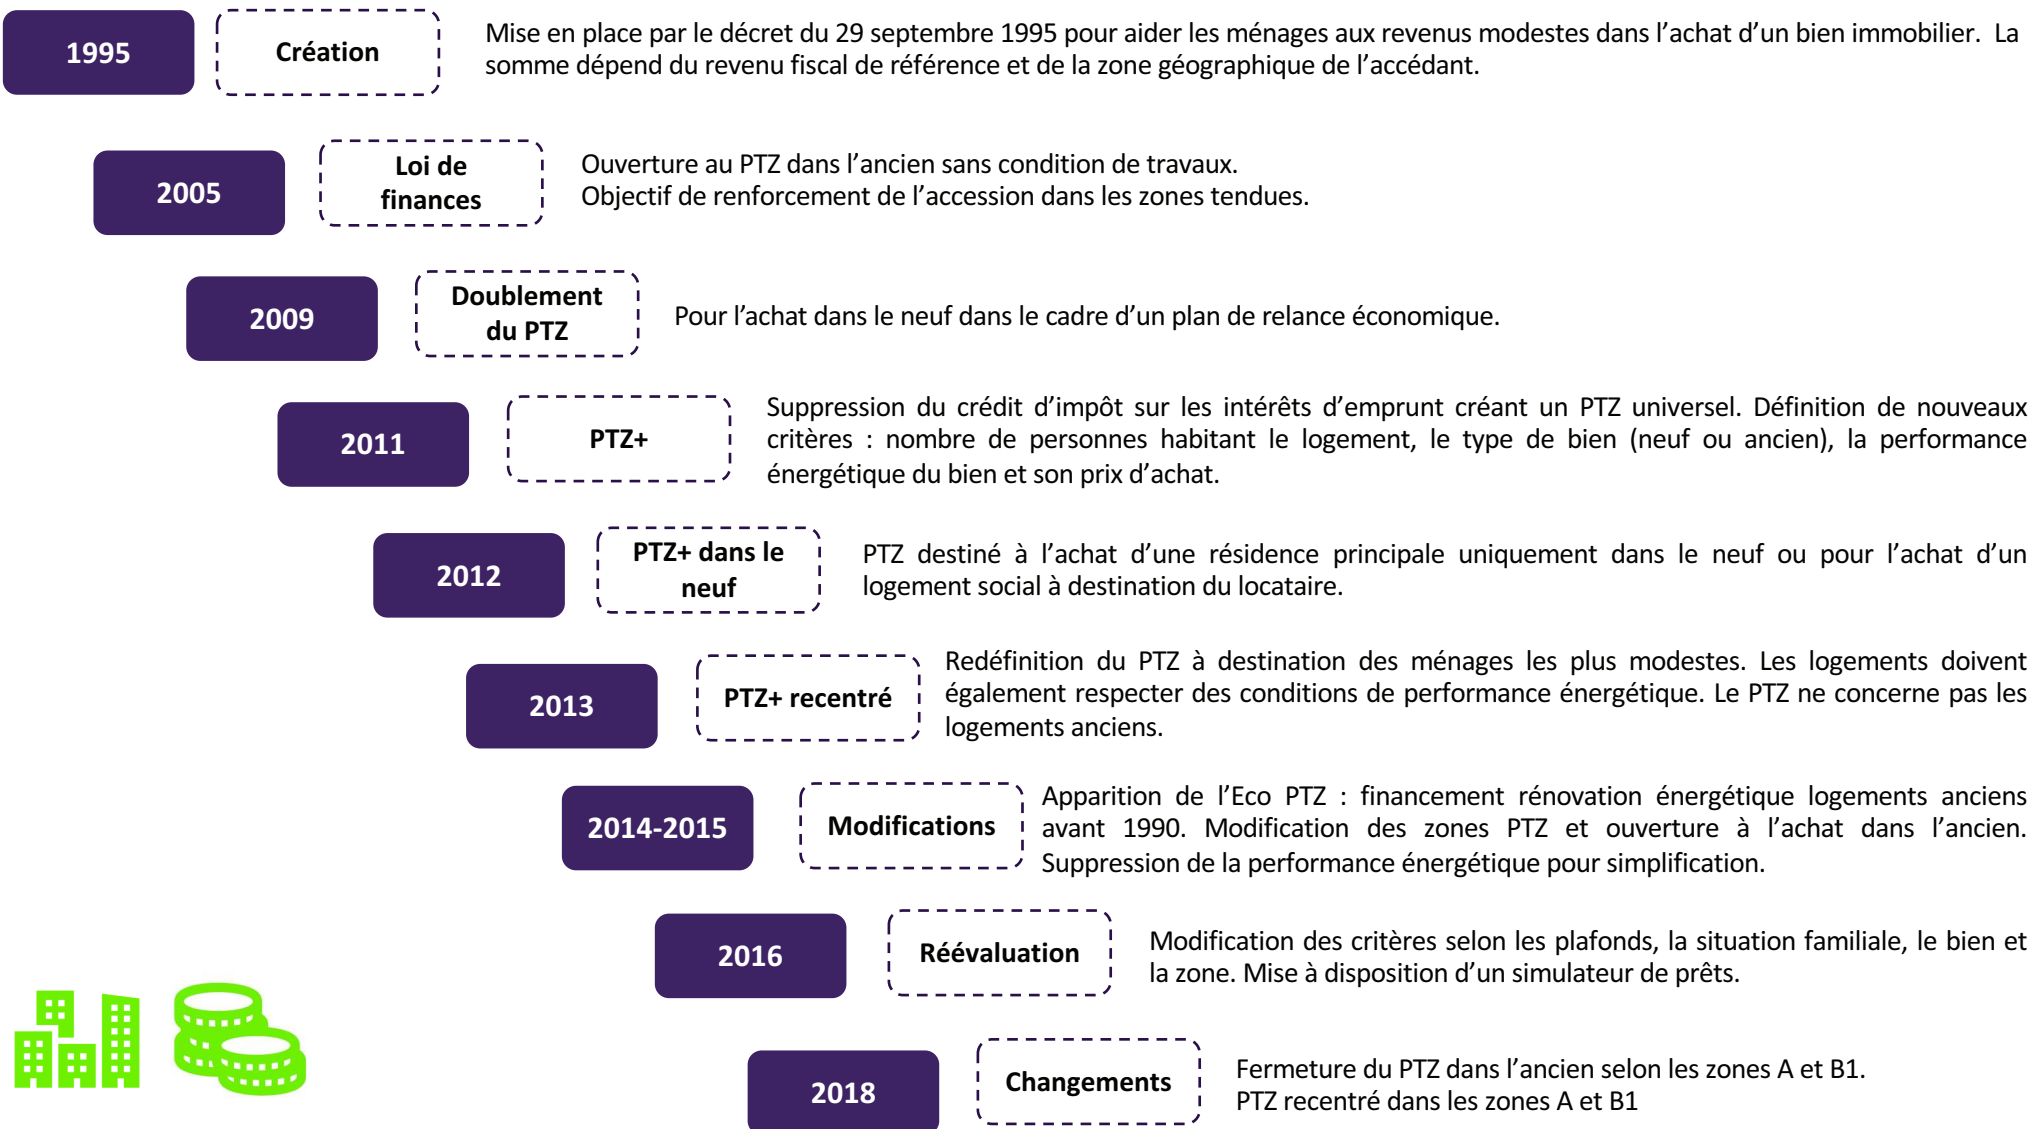 1995
Création
Mise en place par le décret du 29 septembre 1995 pour aider les ménages aux revenus modestes dans l’achat d’un bien immobilier. La
somme dépend du revenu fiscal de référence et de la zone géographique de l’accédant.
2005
Loi de
finances
Ouverture au PTZ dans l’ancien sans condition de travaux.
Objectif de renforcement de l’accession dans les zones tendues.
2009
Doublement
du PTZ
Pour l’achat dans le neuf dans le cadre d’un plan de relance économique.
2011
PTZ+
Suppression du crédit d’impôt sur les intérêts d’emprunt créant un PTZ universel. Définition de nouveaux
critères : nombre de personnes habitant le logement, le type de bien (neuf ou ancien), la performance
énergétique du bien et son prix d’achat.
2012
PTZ+ dans le
neuf
PTZ destiné à l’achat d’une résidence principale uniquement dans le neuf ou pour l’achat d’un
logement social à destination du locataire.
2013
PTZ+ recentré
Redéfinition du PTZ à destination des ménages les plus modestes. Les logements doivent
également respecter des conditions de performance énergétique. Le PTZ ne concerne pas les
logements anciens.
2014-2015
Modifications
Apparition de l’Eco PTZ : financement rénovation énergétique logements anciens
avant 1990. Modification des zones PTZ et ouverture à l’achat dans l’ancien.
Suppression de la performance énergétique pour simplification.
2016
Réévaluation
Modification des critères selon les plafonds, la situation familiale, le bien et
la zone. Mise à disposition d’un simulateur de prêts.
2018
Changements
Fermeture du PTZ dans l’ancien selon les zones A et B1.
PTZ recentré dans les zones A et B1